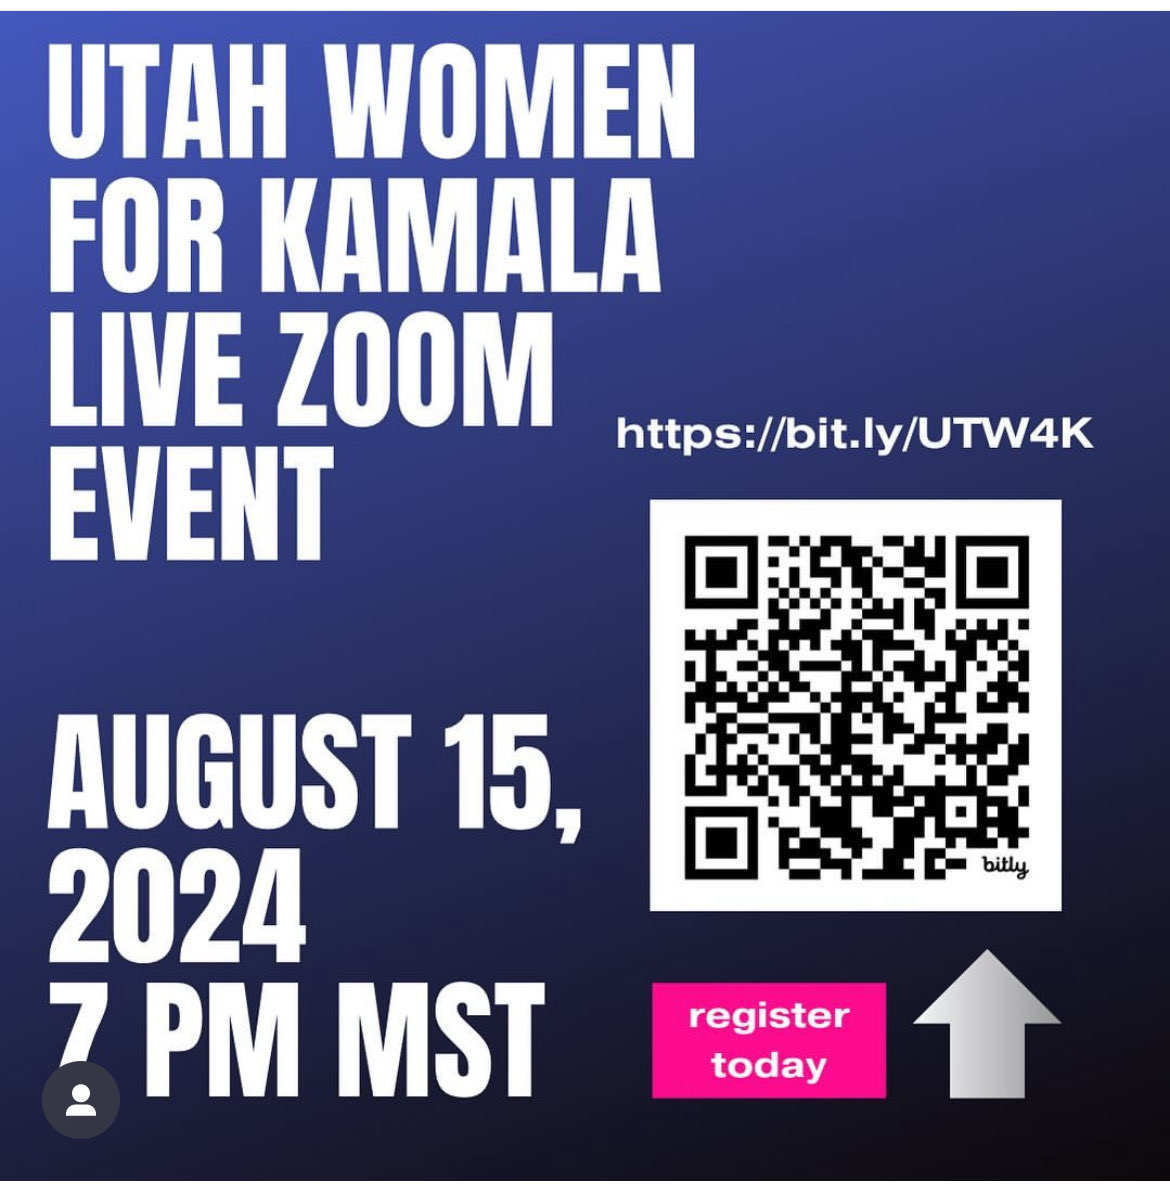 UTAH WOMEN
FOR KAMALA
LIVE ZOOM
EVENT
https://bit.ly/UTW4K
bitly
AUGUST 15,
2024
7 PM MST
register
today